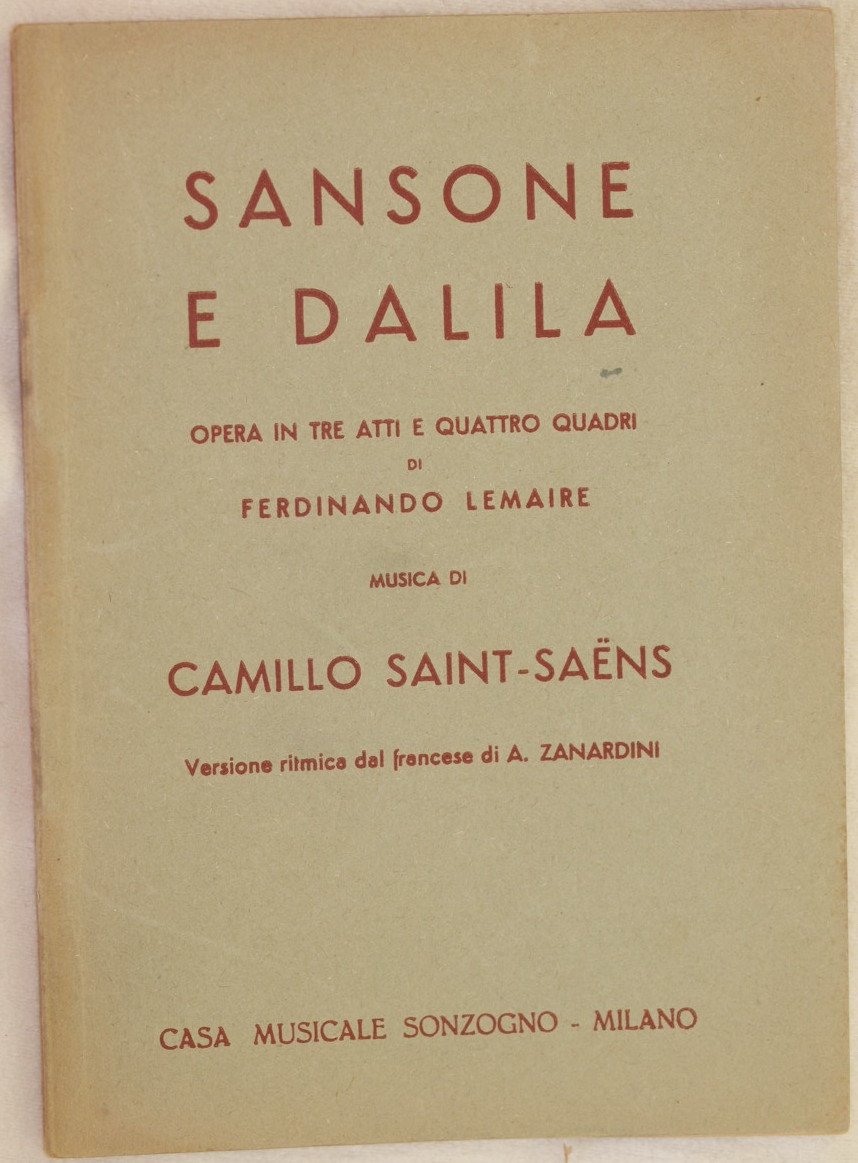 SANSONE
E DALILA
OPERA IN TRE ATTI E QUATTRO QUADRI
DI
FERDINANDO LEMAIRE
MUSICA DI
CAMILLO SAINT-SAËNS
Versione ritmica dal francese di A. ZANARDINI
CASA MUSICALE SONZOGNO - MILANO